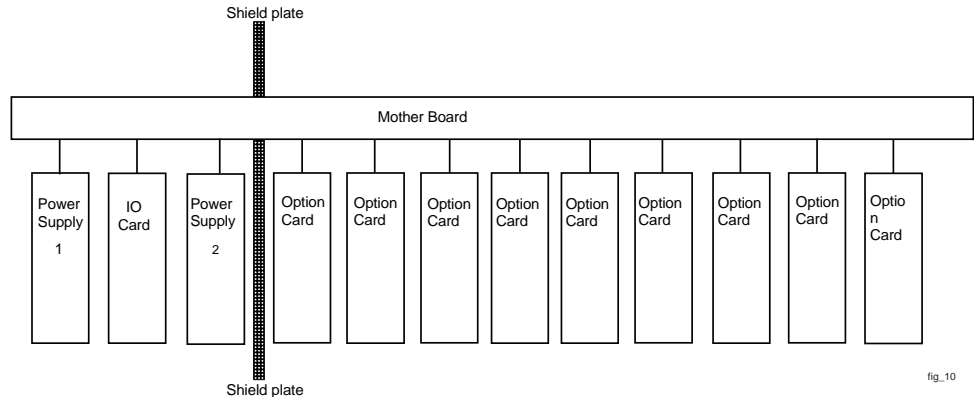 Shield plate
Mother Board
Power
Supply
1
IO
Card
Power
Supply
2
Option
Card
Option
Card
Option
Card
Option
Card
Option
Card
Option
Card
Option
Card
Option
Card
Optio
n
Card
fig_10
Shield plate